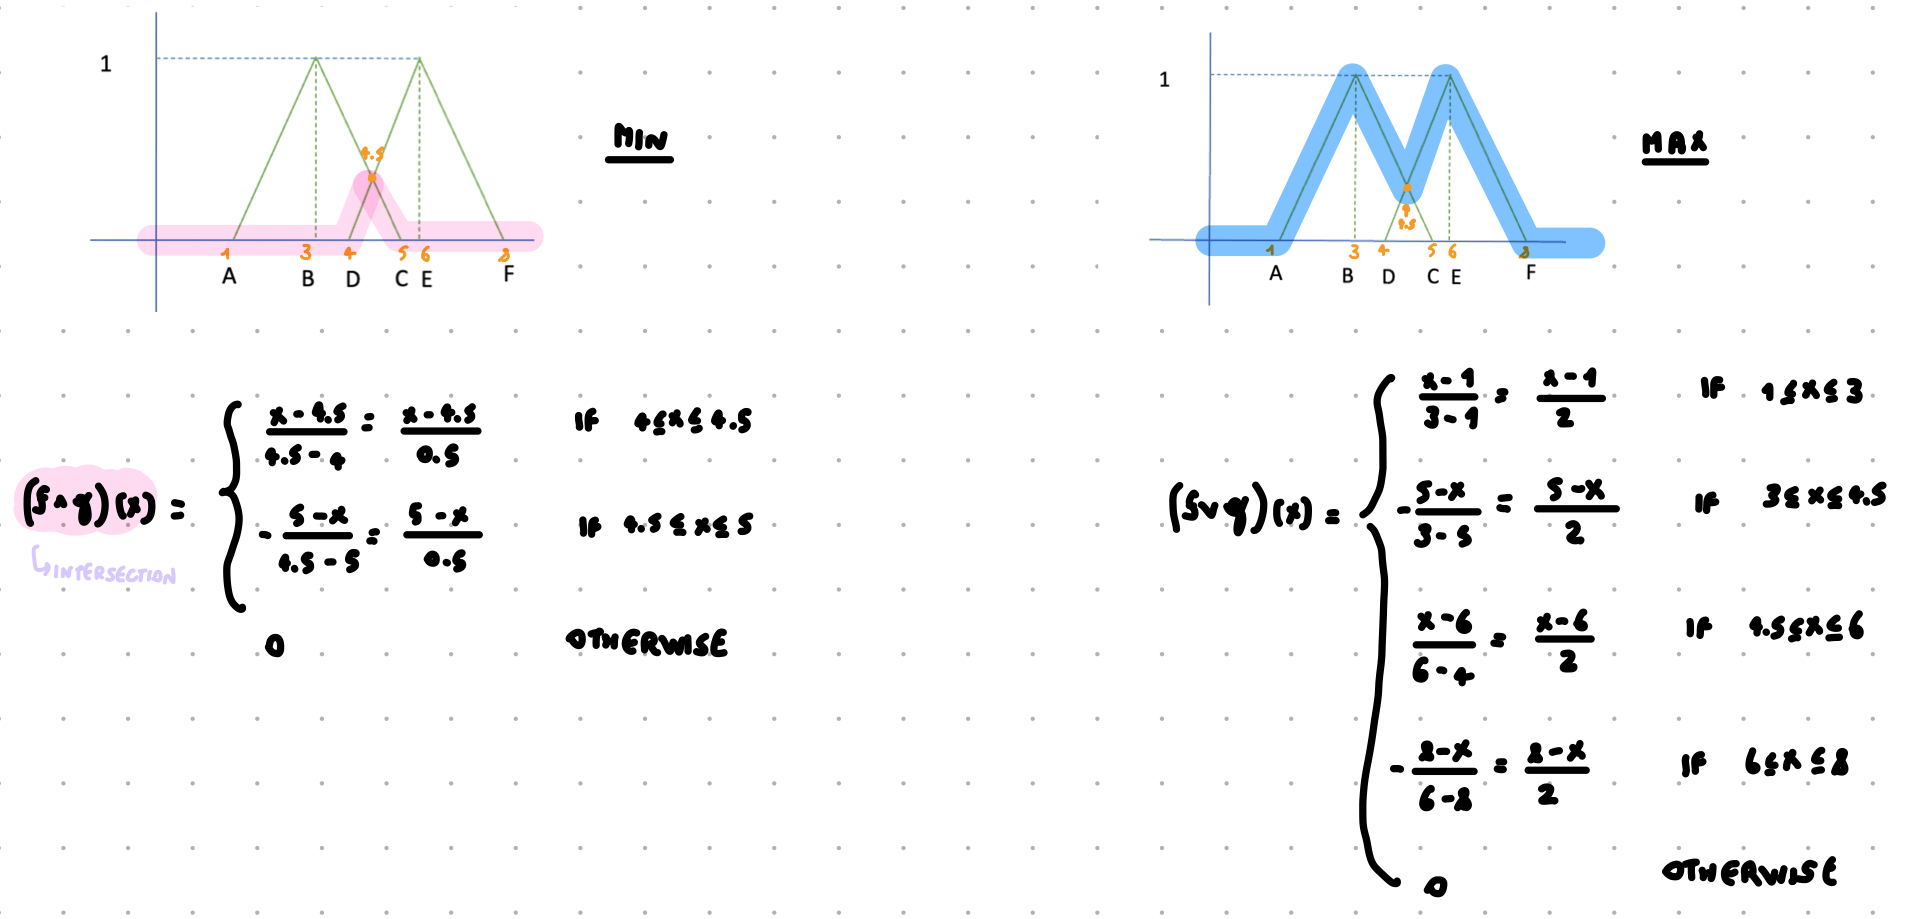 1
MIN
4.5
1 3 4 5 6 8
A B D C E F
(f∧g)(x) =
x-4.5/4.5-4 = x-4.5/0.5 IF 4≤x≤4.5
- 5-x/4.5-5 = 5-x/0.5 IF 4.5≤x≤5
0 OTHERWISE
↳INTERSECTION
1
MAX
4.5
1 3 4 5 6 8
A B D C E F
(f∨g)(x) =
x-1/3-1 = x-1/2 IF 1≤x≤3
- 5-x/3-5 = 5-x/2 IF 3≤x≤4.5
x-6/6-4 = x-6/2 IF 4.5≤x≤6
- 8-x/6-8 = 8-x/2 IF 6≤x≤8
0 OTHERWISE